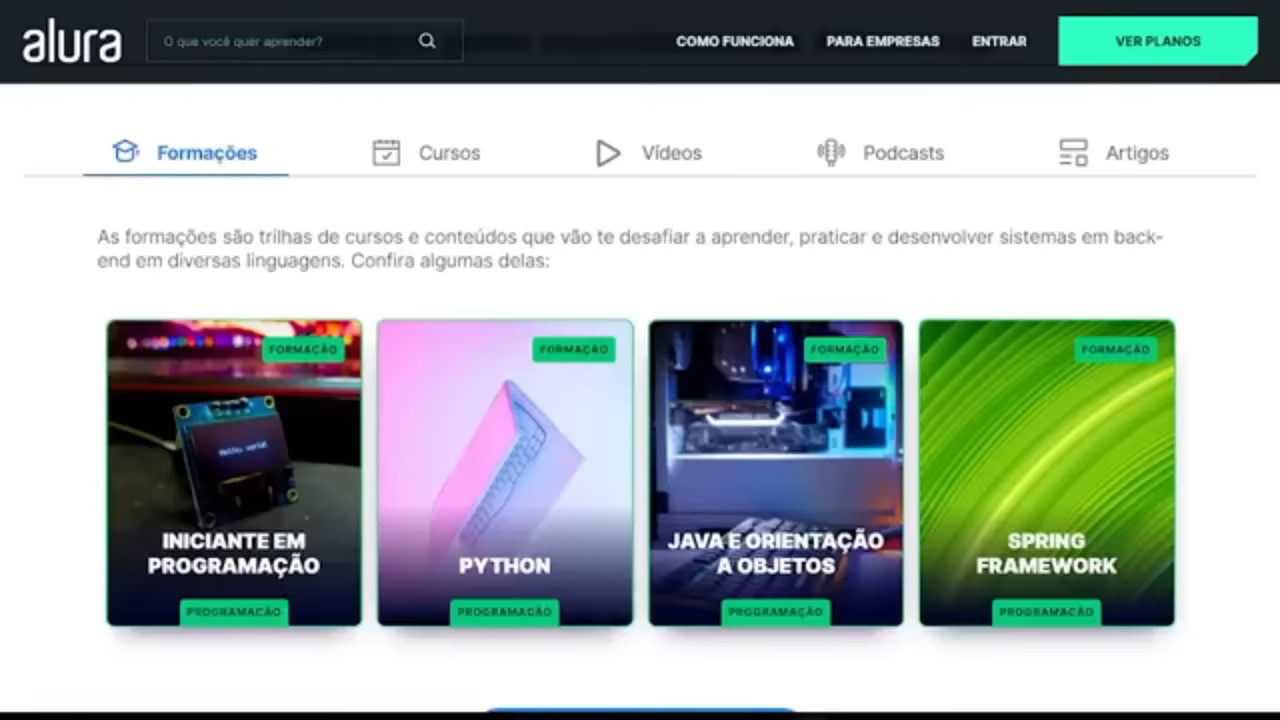 alura
O que você quer aprender?
COMO FUNCIONA
PARA EMPRESAS
ENTRAR
VER PLANOS
Formações
Cursos
Vídeos
Podcasts
Artigos
As formações são trilhas de cursos e conteúdos que vão te desafiar a aprender, praticar e desenvolver sistemas em back-
end em diversas linguagens. Confira algumas delas:
FORMAÇÃO
Hello, world!
INICIANTE EM
PROGRAMAÇÃO
PROGRAMAÇÃO
FORMAÇÃO
PYTHON
PROGRAMAÇÃO
FORMAÇÃO
JAVA E ORIENTAÇÃO
A OBJETOS
PROGRAMAÇÃO
FORMAÇÃO
SPRING
FRAMEWORK
PROGRAMAÇÃO